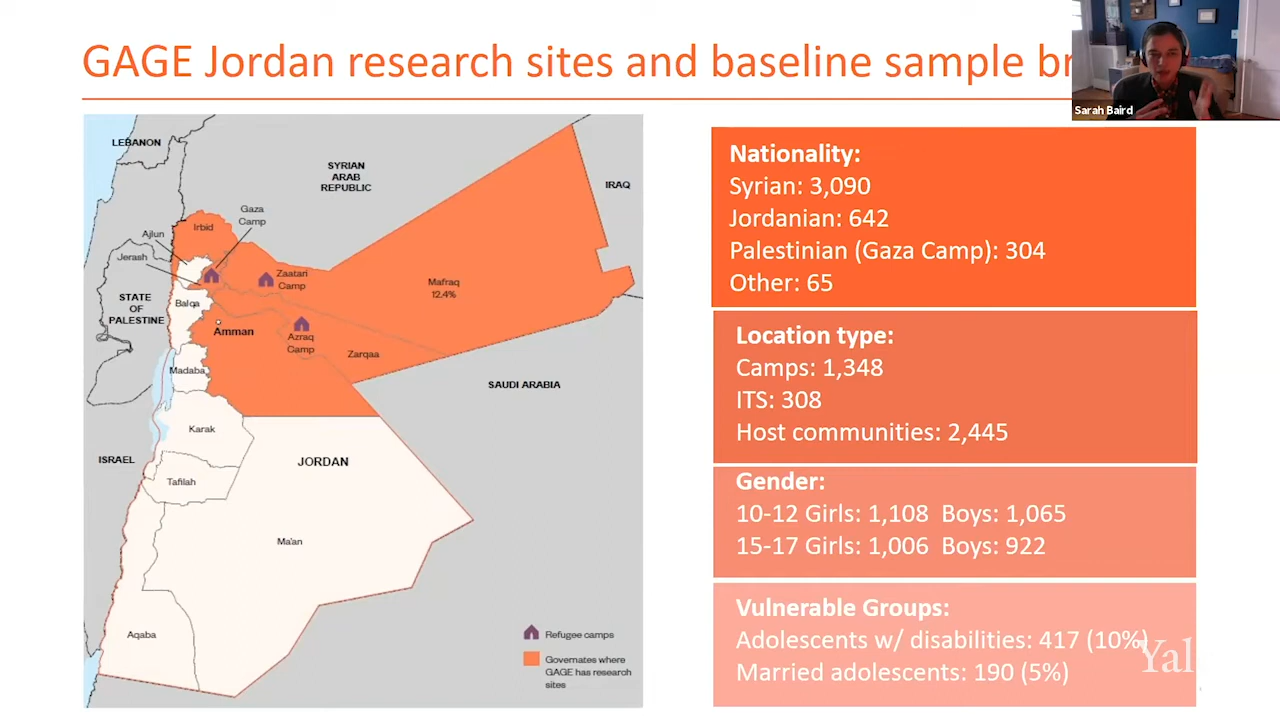 GAGE Jordan research sites and baseline sample br
Sarah Baird
LEBANON
SYRIAN
ARAB
REPUBLIC
IRAQ
Gaza
Camp
Irbid
Ajlun
Jerash
Zaatari
Camp
Mafraq
12.4%
STATE
OF
PALESTINE
Balqa
Amman
Azraq
Camp
Zarqaa
Madaba
SAUDI ARABIA
Karak
ISRAEL
JORDAN
Tafilah
Ma'an
Aqaba
Refugee camps
Governates where
GAGE has research
sites
Nationality:
Syrian: 3,090
Jordanian: 642
Palestinian (Gaza Camp): 304
Other: 65
Location type:
Camps: 1,348
ITS: 308
Host communities: 2,445
Gender:
10-12 Girls: 1,108 Boys: 1,065
15-17 Girls: 1,006 Boys: 922
Vulnerable Groups:
Adolescents w/ disabilities: 417 (10%)
Married adolescents: 190 (5%)
Yal